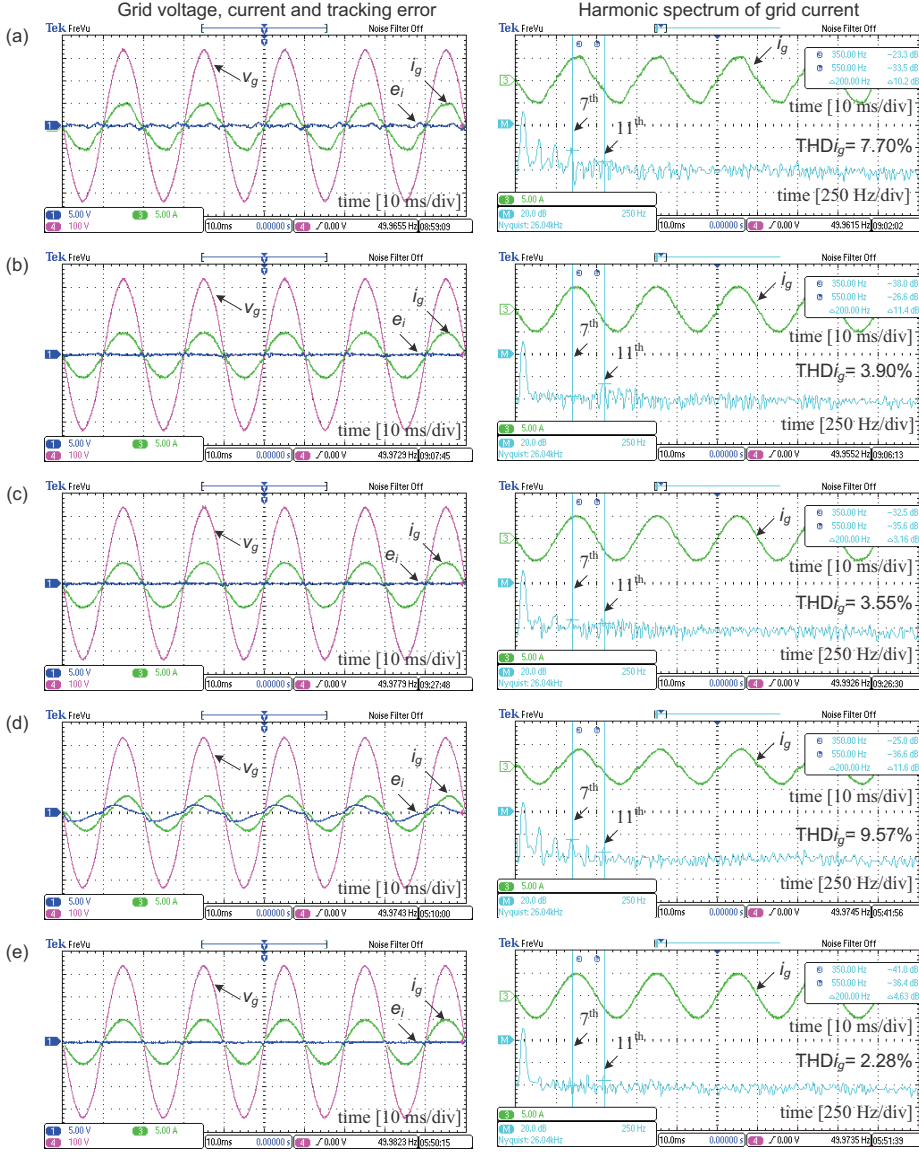 Grid voltage, current and tracking error
Harmonic spectrum of grid current
(a)
Tek FreVu
Noise Filter Off
v_g
i_g
e_i
1
time [10 ms/div]
1 5.00 V 3 5.00 A
4 100 V
10.0ms 0.00000 s 4 ∫ 0.00 V 49.9655 Hz 08:59:09
Tek FreVu
Noise Filter Off
a 350.00 Hz -23.3 dB
b 550.00 Hz -33.5 dB
△200.00 Hz △10.2 dB
i_g
3
time [10 ms/div]
7th
11th
M
THDi_g = 7.70%
time [250 Hz/div]
3 5.00 A
M 20.0 dB 250 Hz
Nyquist: 26.04kHz
10.0ms 0.00000 s 4 ∫ 0.00 V 49.9615 Hz 09:02:02
(b)
Tek FreVu
Noise Filter Off
v_g
i_g
e_i
1
time [10 ms/div]
1 5.00 V 3 5.00 A
4 100 V
10.0ms 0.00000 s 4 ∫ 0.00 V 49.9729 Hz 09:07:45
Tek FreVu
Noise Filter Off
a 350.00 Hz -38.0 dB
b 550.00 Hz -26.6 dB
△200.00 Hz △11.4 dB
i_g
3
time [10 ms/div]
7th
11th
M
THDi_g = 3.90%
time [250 Hz/div]
3 5.00 A
M 20.0 dB 250 Hz
Nyquist: 26.04kHz
10.0ms 0.00000 s 4 ∫ 0.00 V 49.9552 Hz 09:06:13
(c)
Tek FreVu
Noise Filter Off
v_g
i_g
e_i
1
time [10 ms/div]
1 5.00 V 3 5.00 A
4 100 V
10.0ms 0.00000 s 4 ∫ 0.00 V 49.9779 Hz 09:27:48
Tek FreVu
Noise Filter Off
a 350.00 Hz -32.5 dB
b 550.00 Hz -35.6 dB
△200.00 Hz △3.16 dB
i_g
3
time [10 ms/div]
7th
11th
M
THDi_g = 3.55%
time [250 Hz/div]
3 5.00 A
M 20.0 dB 250 Hz
Nyquist: 26.04kHz
10.0ms 0.00000 s 4 ∫ 0.00 V 49.9926 Hz 09:26:30
(d)
Tek FreVu
Noise Filter Off
v_g
i_g
e_i
1
time [10 ms/div]
1 5.00 V 3 5.00 A
4 100 V
10.0ms 0.00000 s 4 ∫ 0.00 V 49.9743 Hz 05:10:00
Tek FreVu
Noise Filter Off
a 350.00 Hz -25.0 dB
b 550.00 Hz -36.6 dB
△200.00 Hz △11.6 dB
i_g
3
time [10 ms/div]
7th
11th
M
THDi_g = 9.57%
time [250 Hz/div]
3 5.00 A
M 20.0 dB 250 Hz
Nyquist: 26.04kHz
10.0ms 0.00000 s 4 ∫ 0.00 V 49.9745 Hz 05:41:56
(e)
Tek FreVu
Noise Filter Off
v_g
i_g
e_i
1
time [10 ms/div]
1 5.00 V 3 5.00 A
4 100 V
10.0ms 0.00000 s 4 ∫ 0.00 V 49.9823 Hz 05:50:15
Tek FreVu
Noise Filter Off
a 350.00 Hz -41.0 dB
b 550.00 Hz -36.4 dB
△200.00 Hz △4.63 dB
i_g
3
time [10 ms/div]
7th
11th
M
THDi_g = 2.28%
time [250 Hz/div]
3 5.00 A
M 20.0 dB 250 Hz
Nyquist: 26.04kHz
10.0ms 0.00000 s 4 ∫ 0.00 V 49.9735 Hz 05:51:39